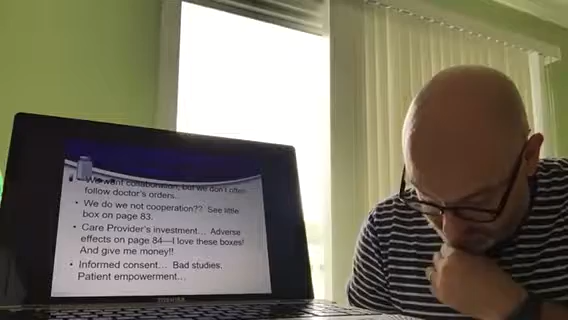 We want collaboration, but we don't often
follow doctor's orders..
• We do we not cooperation?? See little
box on page 83.
• Care Provider's investment… Adverse
effects on page 84—I love these boxes!
And give me money!!
• Informed consent… Bad studies.
Patient empowerment…
TOSHIBA